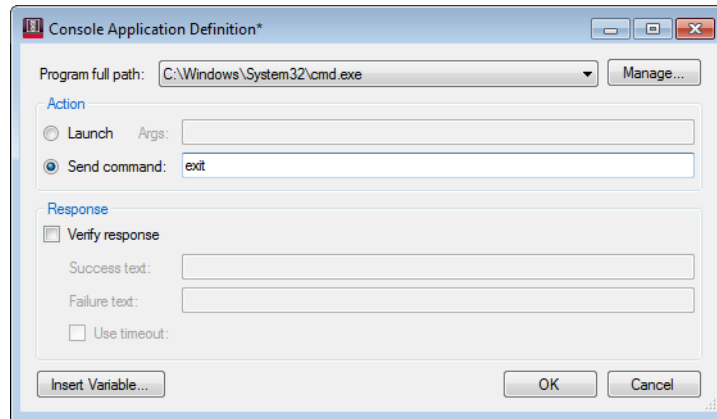 Console Application Definition*
Program full path: C:\Windows\System32\cmd.exe Manage...
Action
Launch Args:
Send command: exit
Response
Verify response
Success text:
Failure text:
Use timeout:
Insert Variable... OK Cancel